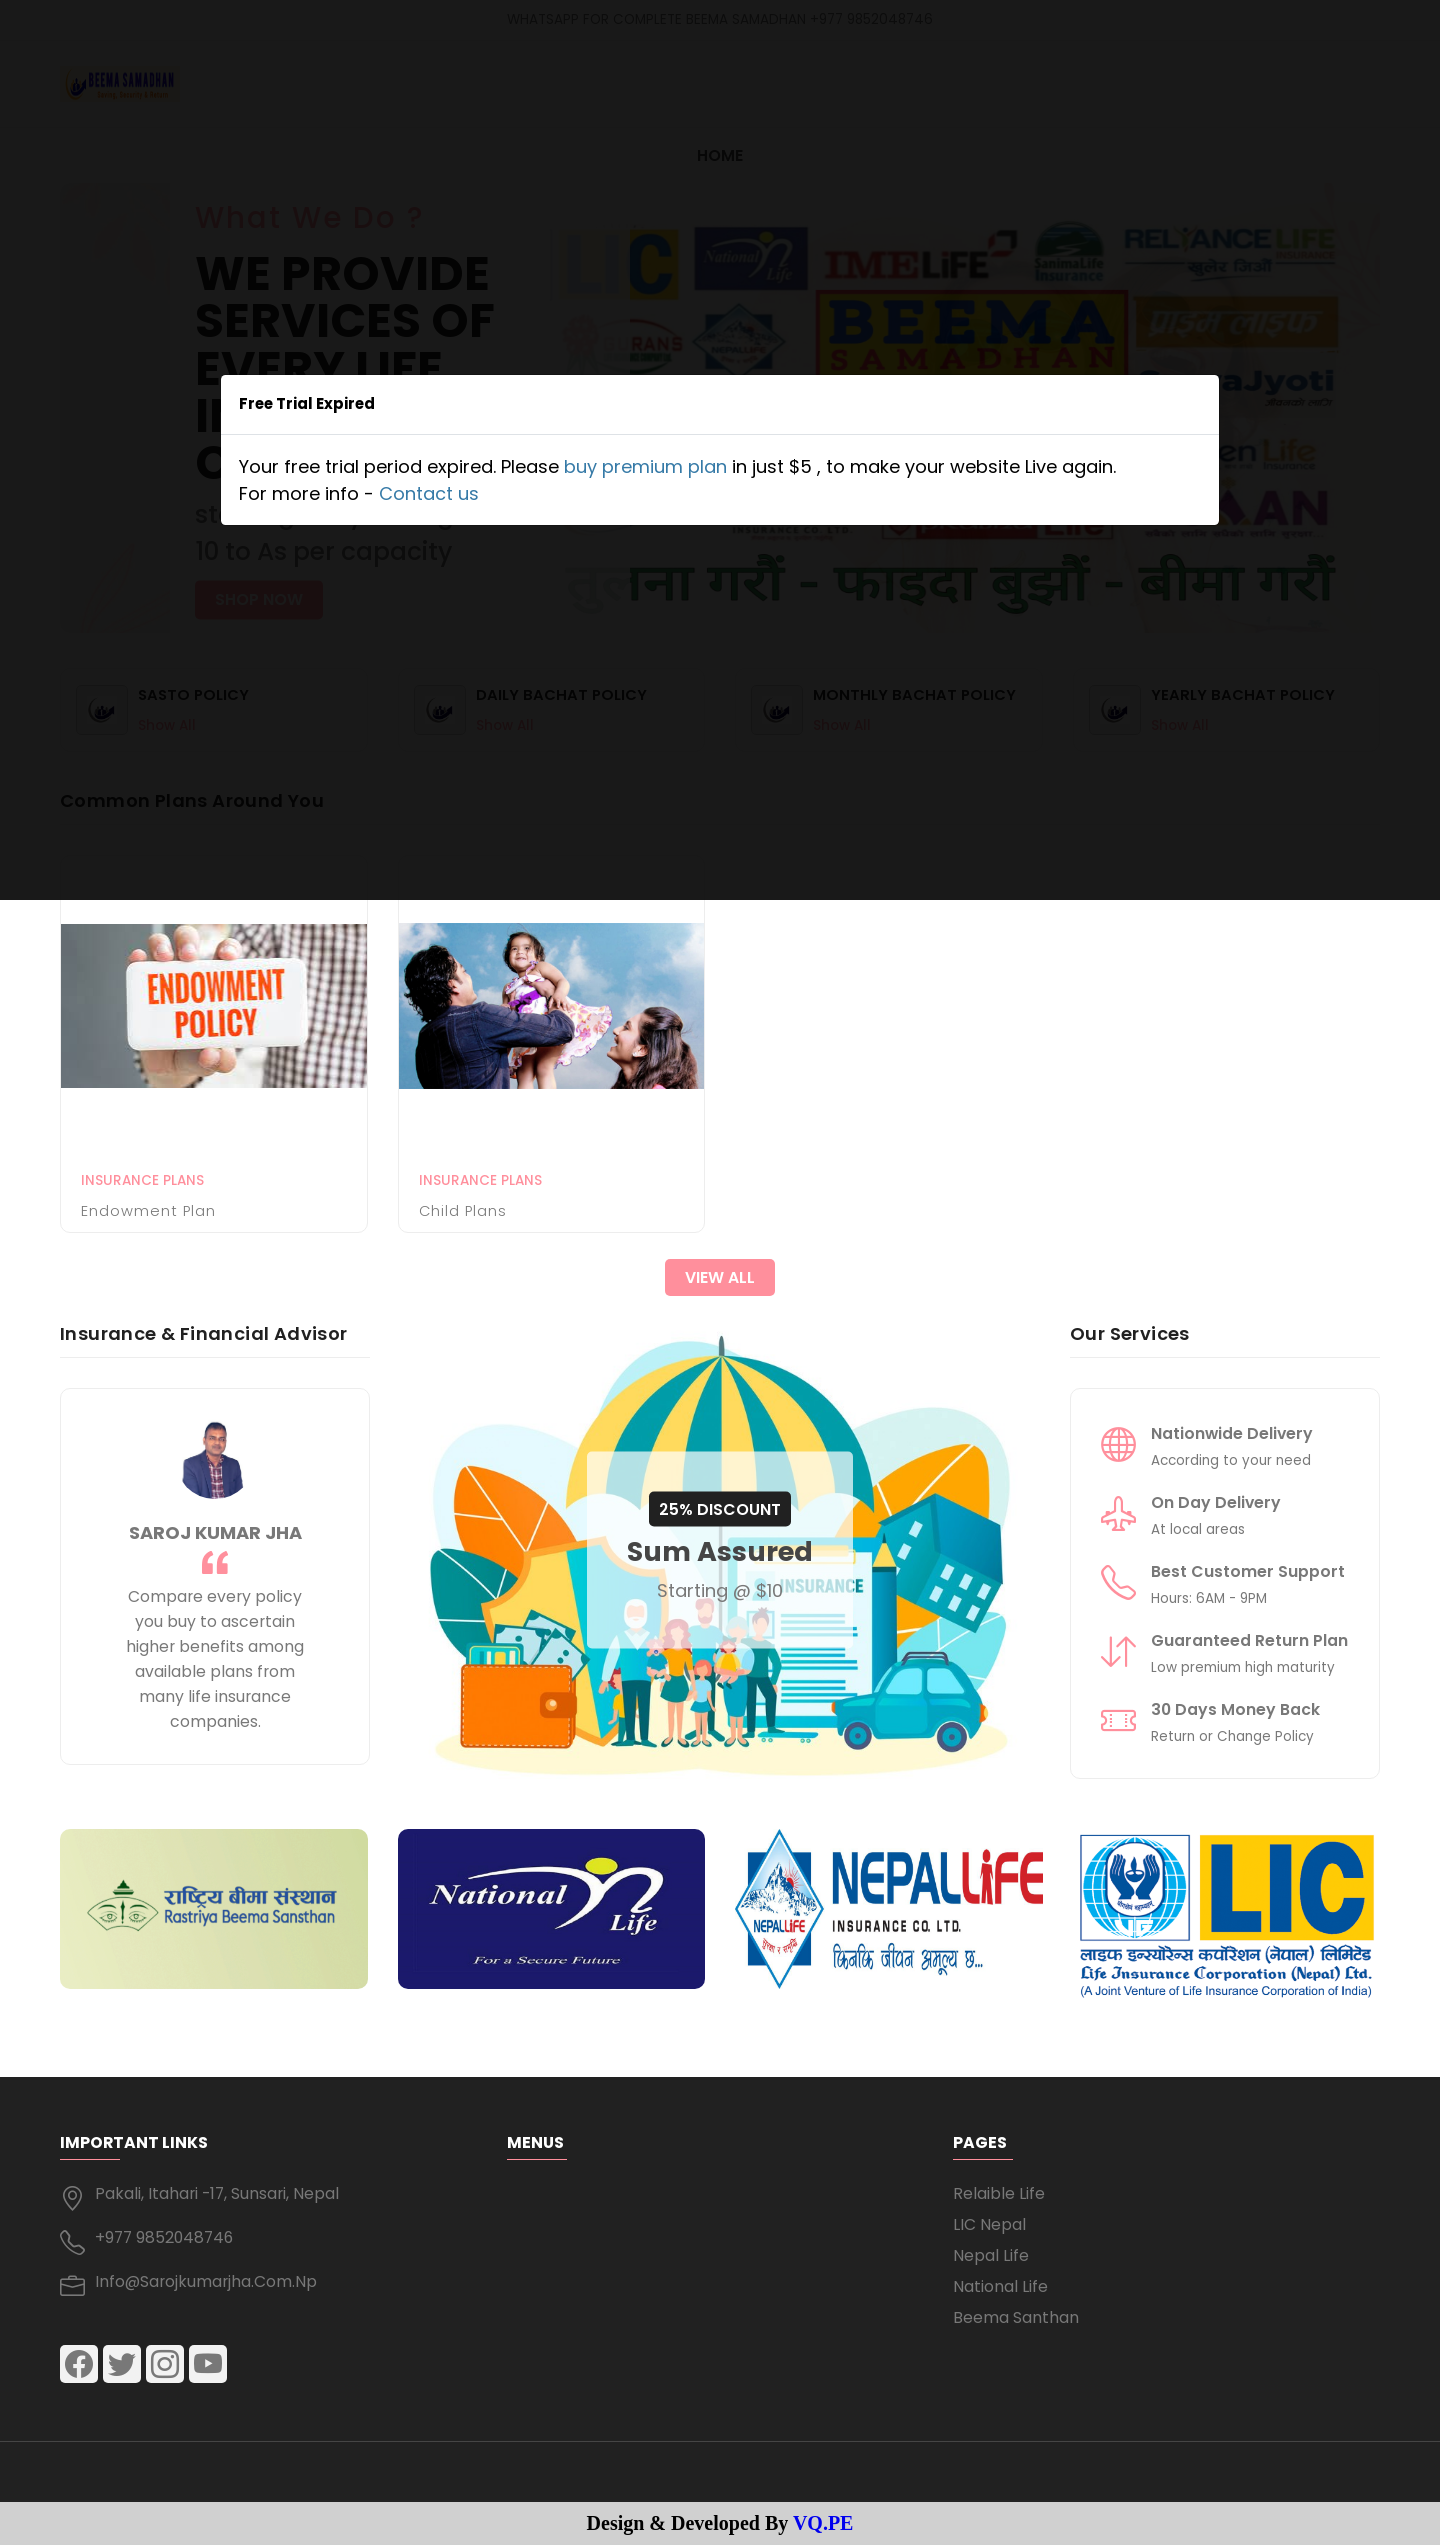 WHATSAPP FOR COMPLETE BEEMA SAMADHAN +977 9852048746
BEEMA SAMADHAN
HOME
What We Do ?
WE PROVIDE
SERVICES OF
EVERY LIFE
10 to As per capacity
SHOP NOW
LIC
National Life
IME LiFE
SanimaLife Insurance
RELIANCE LIFE
INSURANCE
खुलेर जिऔं
BEEMA
SAMADHAN
NEPALLIFE
प्राइम लाइफ
Jyoti
Life
INSURANCE CO. LTD.
Life
तुलना गरौं - फाइदा बुझौं - बीमा गरौं
Free Trial Expired
Your free trial period expired. Please buy premium plan in just $5 , to make your website Live again.
For more info - Contact us
SASTO POLICY
Show All
DAILY BACHAT POLICY
Show All
MONTHLY BACHAT POLICY
Show All
YEARLY BACHAT POLICY
Show All
Common Plans Around You
ENDOWMENT
POLICY
INSURANCE PLANS
Endowment Plan
INSURANCE PLANS
Child Plans
VIEW ALL
Insurance & Financial Advisor
SAROJ KUMAR JHA
Compare every policy
you buy to ascertain
higher benefits among
available plans from
many life insurance
companies.
25% DISCOUNT
Sum Assured
Starting @ $10
INSURANCE
Our Services
Nationwide Delivery
According to your need
On Day Delivery
At local areas
Best Customer Support
Hours: 6AM - 9PM
Guaranteed Return Plan
Low premium high maturity
30 Days Money Back
Return or Change Policy
राष्ट्रिय बीमा संस्थान
Rastriya Beema Sansthan
National
Life
For a Secure Future
NEPALLIFE
NEPAL LIFE
INSURANCE CO. LTD.
किनकि जीवन अमूल्य छ...
LIC
लाइफ इन्स्योरेन्स कर्पोरेशन (नेपाल) लिमिटेड
Life Insurance Corporation (Nepal) Ltd.
(A Joint Venture of Life Insurance Corporation of India)
IMPORTANT LINKS
Pakali, Itahari -17, Sunsari, Nepal
+977 9852048746
Info@Sarojkumarjha.Com.Np
MENUS
PAGES
Relaible Life
LIC Nepal
Nepal Life
National Life
Beema Santhan
Design & Developed By VQ.PE